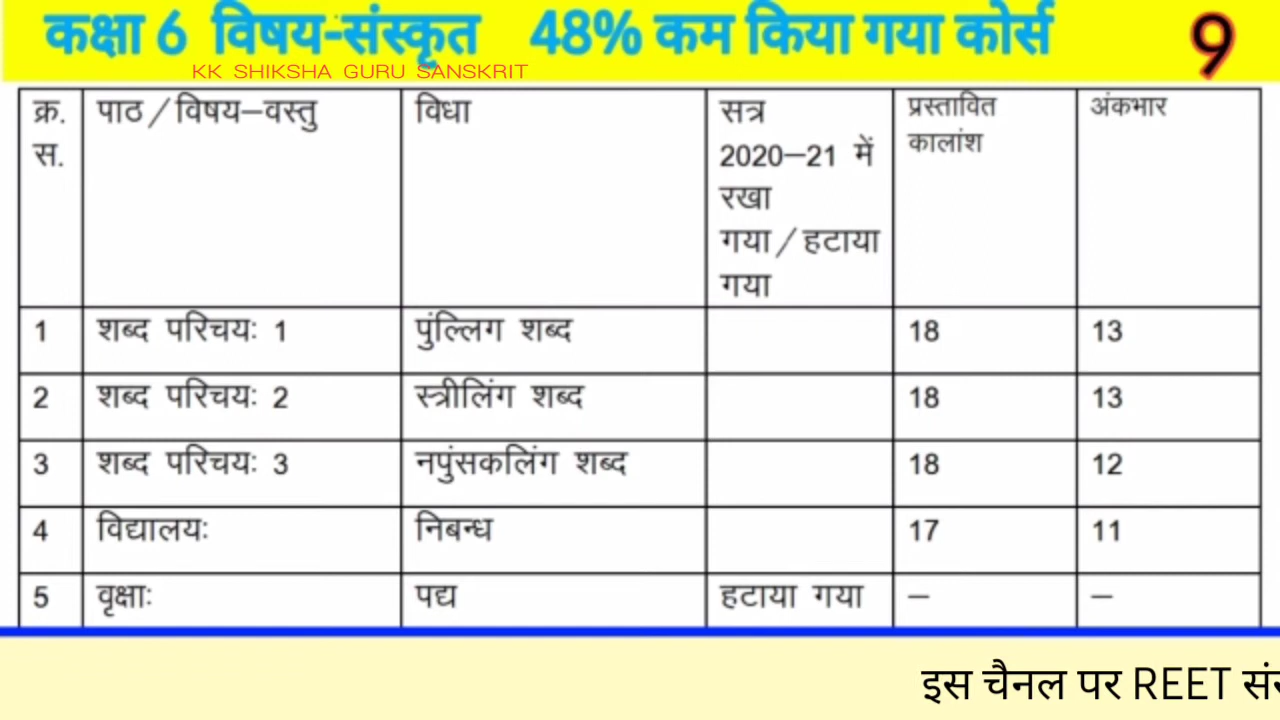 कक्षा 6 विषय-संस्कृत 48% कम किया गया कोर्स 9
KK SHIKSHA GURU SANSKRIT
क्र. स. पाठ/विषय–वस्तु विधा सत्र 2020–21 में रखा गया/हटाया गया प्रस्तावित कालांश अंकभार
1 शब्द परिचयः 1 पुंल्लिग शब्द 18 13
2 शब्द परिचयः 2 स्त्रीलिंग शब्द 18 13
3 शब्द परिचयः 3 नपुंसकलिंग शब्द 18 12
4 विद्यालयः निबन्ध 17 11
5 वृक्षाः पद्य हटाया गया – –
इस चैनल पर REET